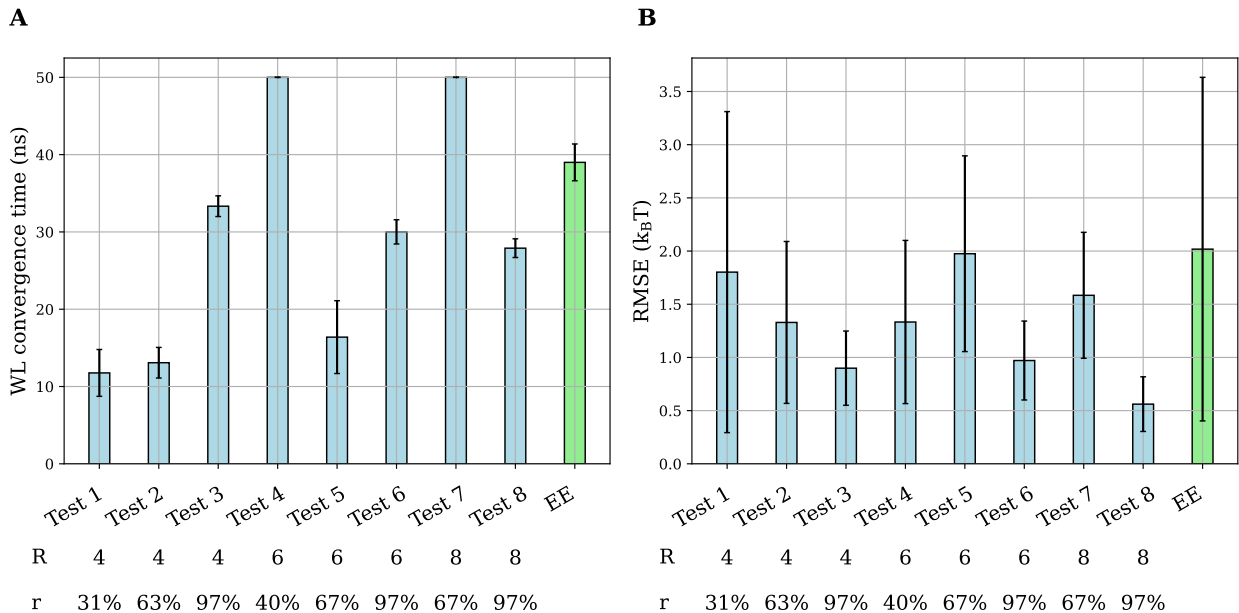 A
WL convergence time (ns)
50
40
30
20
10
0
Test 1 Test 2 Test 3 Test 4 Test 5 Test 6 Test 7 Test 8 EE
R 4 4 4 6 6 6 8 8
r 31% 63% 97% 40% 67% 97% 67% 97%
B
RMSE (k_BT)
3.5
3.0
2.5
2.0
1.5
1.0
0.5
0.0
Test 1 Test 2 Test 3 Test 4 Test 5 Test 6 Test 7 Test 8 EE
R 4 4 4 6 6 6 8 8
r 31% 63% 97% 40% 67% 97% 67% 97%